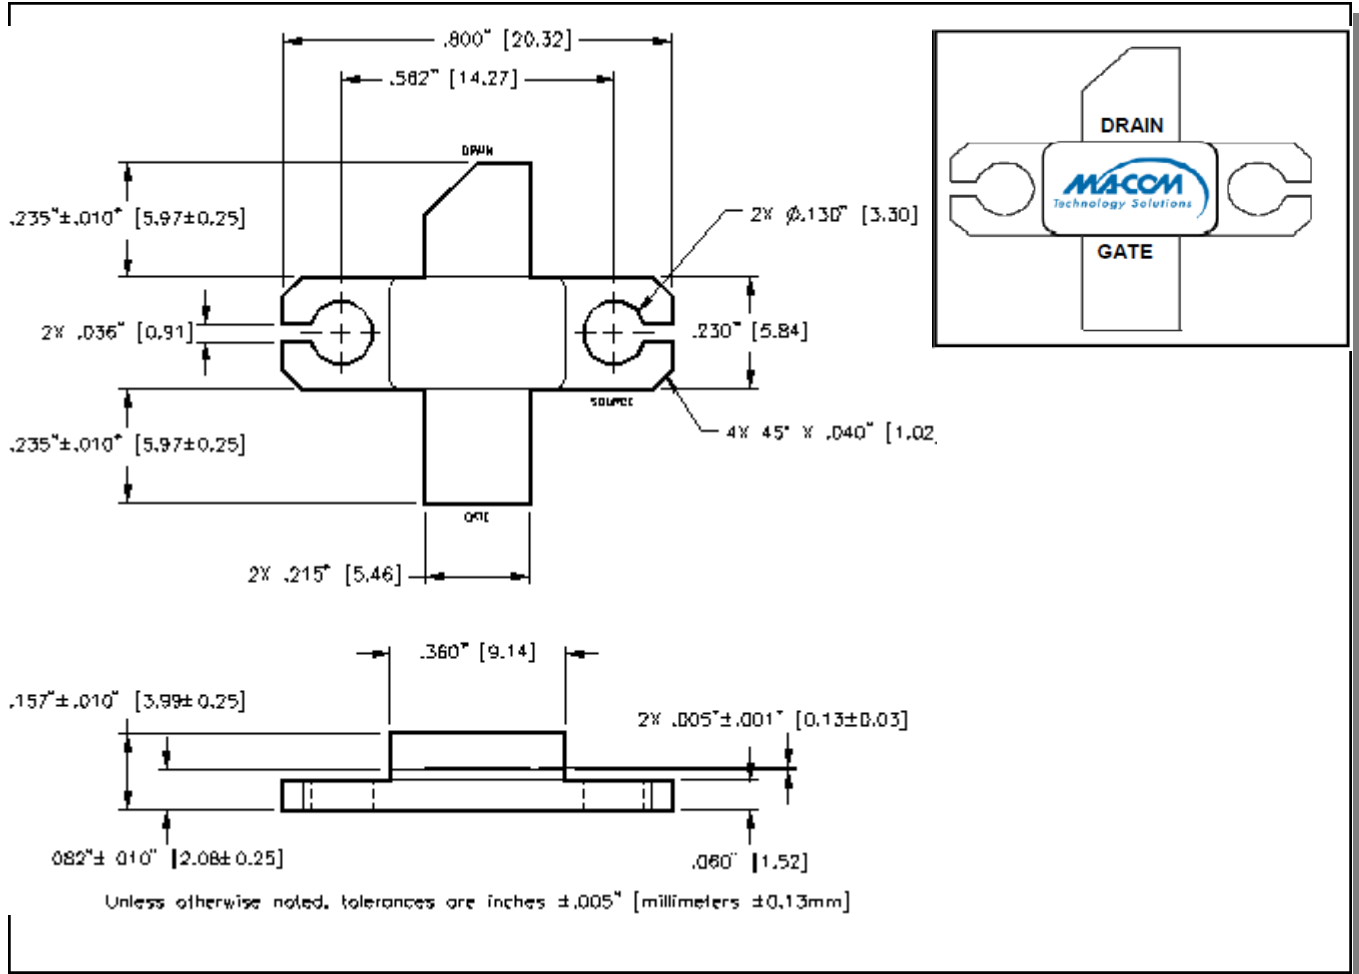 .800" [20.32]
.562" [14.27]
DRAIN
.235"±.010" [5.97±0.25]
2X Ø.130" [3.30]
2X .036" [0.91]
.230" [5.84]
SOURCE
.235"±.010" [5.97±0.25]
4X 45° X .040" [1.02
GATE
2X .215" [5.46]
DRAIN
MACOM
Technology Solutions
GATE
.360" [9.14]
.157"±.010" [3.99±0.25]
2X .005"±.001" [0.13±0.03]
082"± 010" [2.08±0.25]
.060" [1.52]
Unless otherwise noted, tolerances are inches ±.005" [millimeters ±0.13mm]